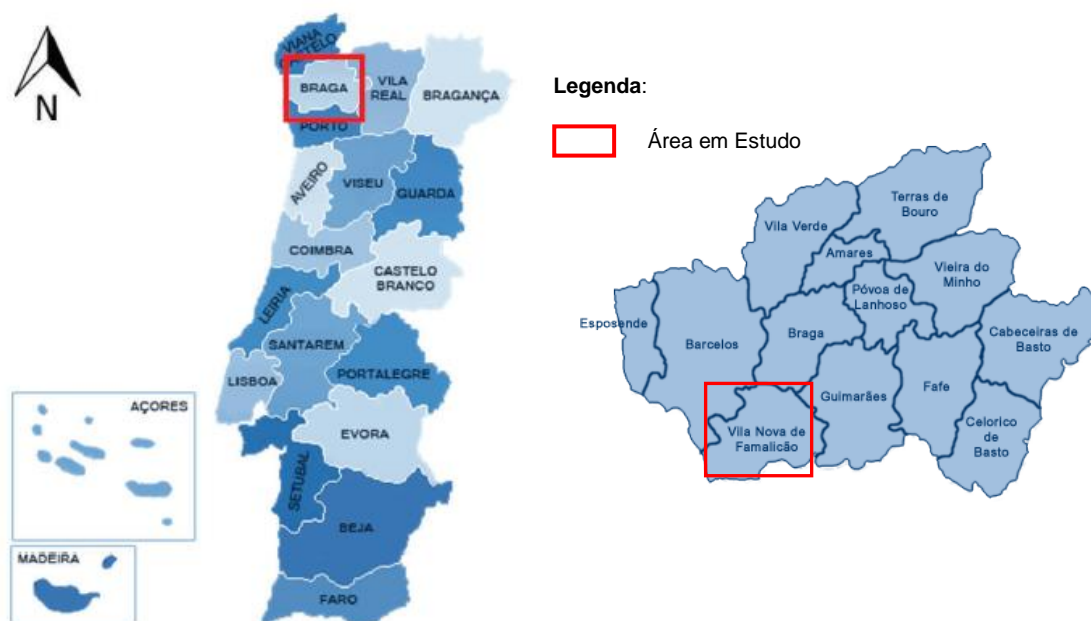 N
VIANA
CASTELO
BRAGA
VILA
REAL
BRAGANÇA
PORTO
AVEIRO
VISEU
GUARDA
COIMBRA
CASTELO
BRANCO
LEIRIA
SANTAREM
LISBOA
PORTALEGRE
EVORA
SETUBAL
BEJA
FARO
AÇORES
MADEIRA
Legenda:
Área em Estudo
Terras de
Bouro
Vila Verde
Amares
Vieira do
Minho
Póvoa de
Lanhoso
Esposende
Barcelos
Braga
Cabeceiras de
Basto
Guimarães
Fafe
Vila Nova de
Famalicão
Celorico de
Basto